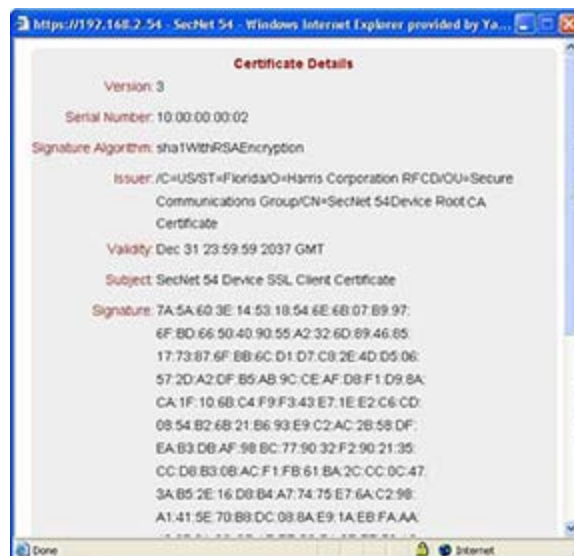 https://192.168.2.54 - SecNet 54 - Windows Internet Explorer provided by Ya...
Certificate Details
Version: 3
Serial Number: 10:00:00:00:02
Signature Algorithm: sha1WithRSAEncryption
Issuer: /C=US/ST=Florida/O=Harris Corporation RFCD/OU=Secure
Communications Group/CN=SecNet 54Device Root CA
Certificate
Validity: Dec 31 23:59:59 2037 GMT
Subject: SecNet 54 Device SSL Client Certificate
Signature: 7A:5A:60:3E:14:53:18:54:6E:6B:07:B9:97:
6F:BD:66:50:40:90:55:A2:32:6D:89:46:85:
17:73:87:6F:BB:6C:D1:D7:C8:2E:4D:D5:06:
57:2D:A2:DF:B5:AB:9C:CE:AF:D8:F1:D9:8A:
CA:1F:10:6B:C4:F9:F3:43:E7:1E:E2:C6:CD:
08:54:B2:6B:21:B6:93:E9:C2:AC:2B:58:DF:
EA:B3:DB:AF:98:BC:77:90:32:F2:90:21:35:
CC:D8:B3:0B:AC:F1:FB:61:BA:2C:CC:0C:47:
3A:B5:2E:16:D8:B4:A7:74:75:E7:6A:C2:98:
A1:41:5E:70:B8:DC:08:8A:E9:1A:EB:FA:AA:
Done
Internet